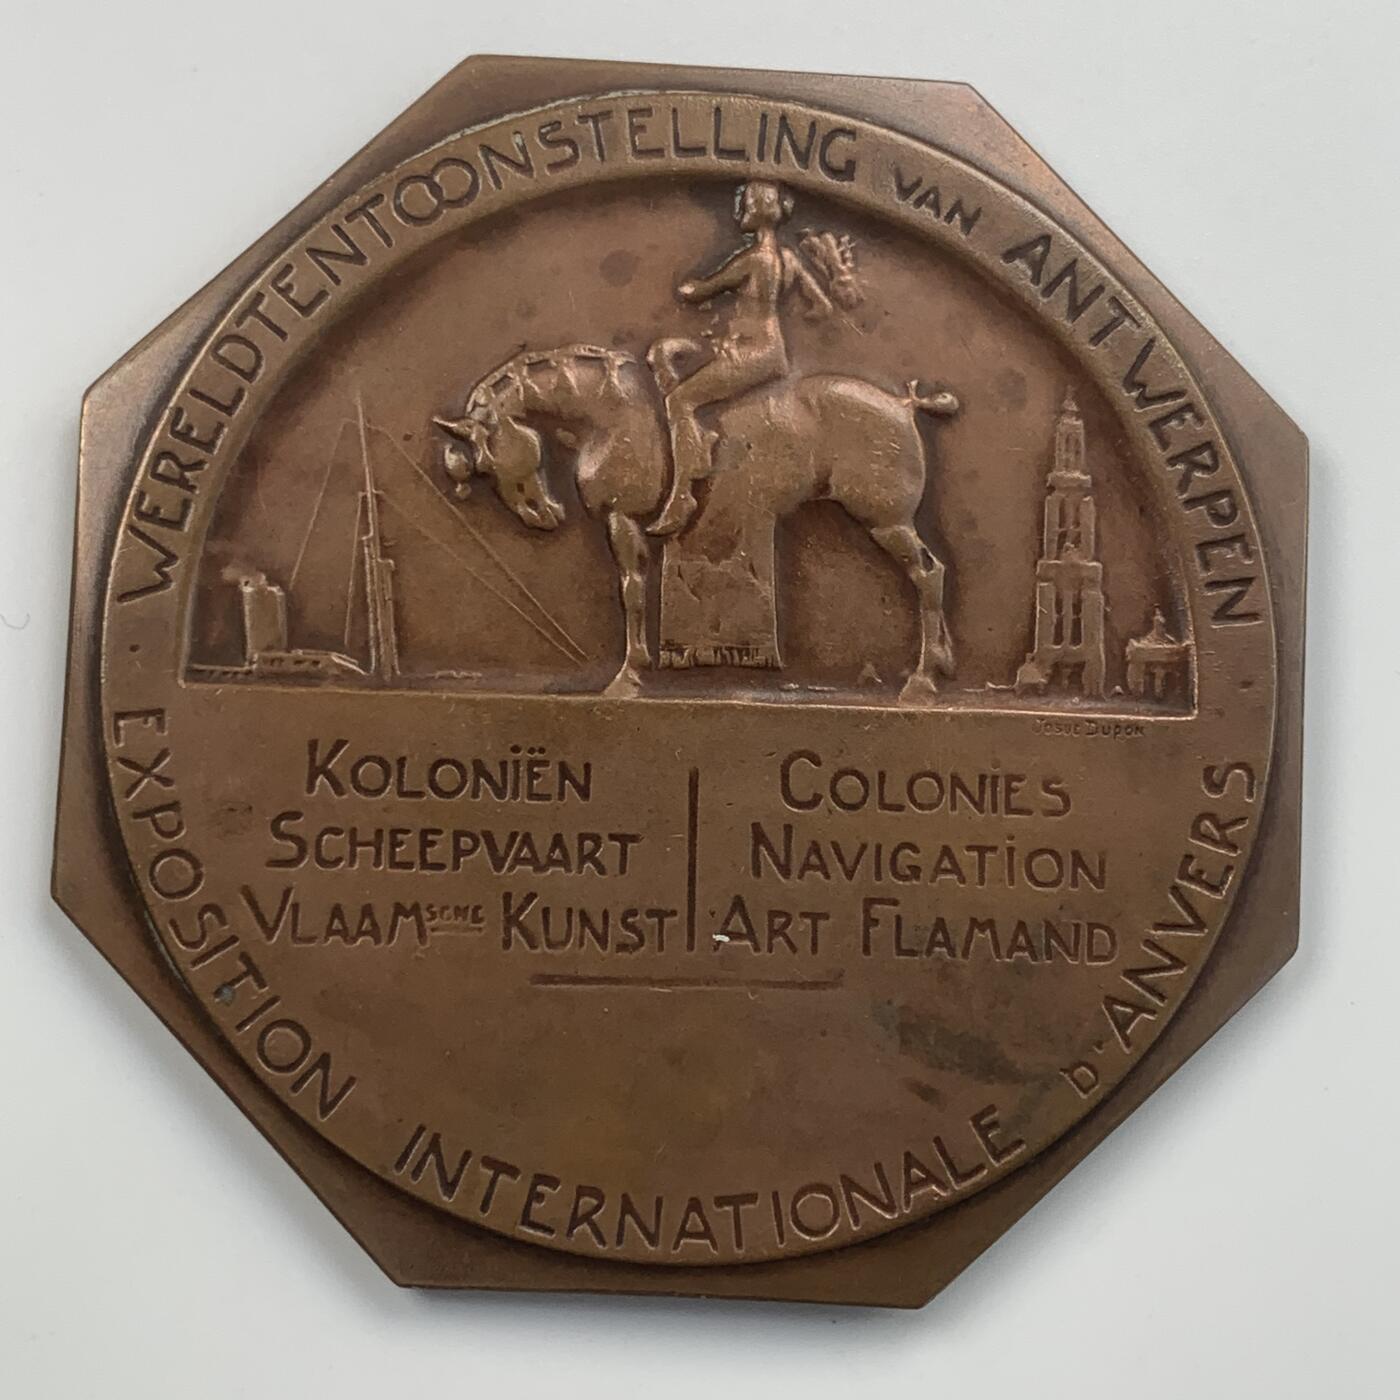 WERELDTENTOONSTELLING VAN ANTWERPEN
Josue Dupon
KOLONIËN
SCHEEPVAART
VLAAMSCHE KUNST
COLONIES
NAVIGATION
ART FLAMAND
EXPOSITION INTERNATIONALE D'ANVERS